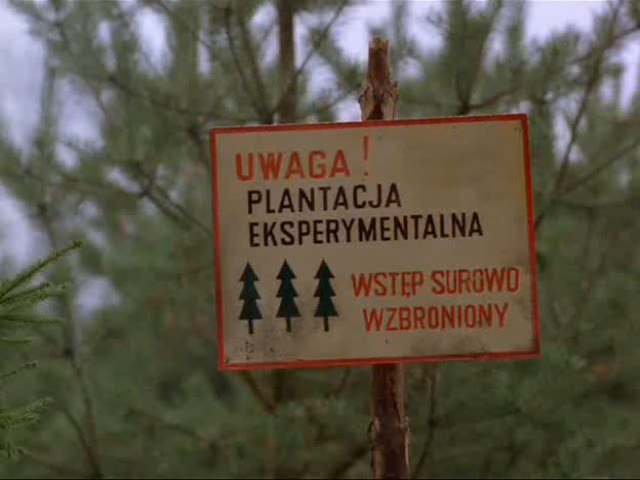 UWAGA!
PLANTACJA
EKSPERYMENTALNA
WSTĘP SUROWO
WZBRONIONY